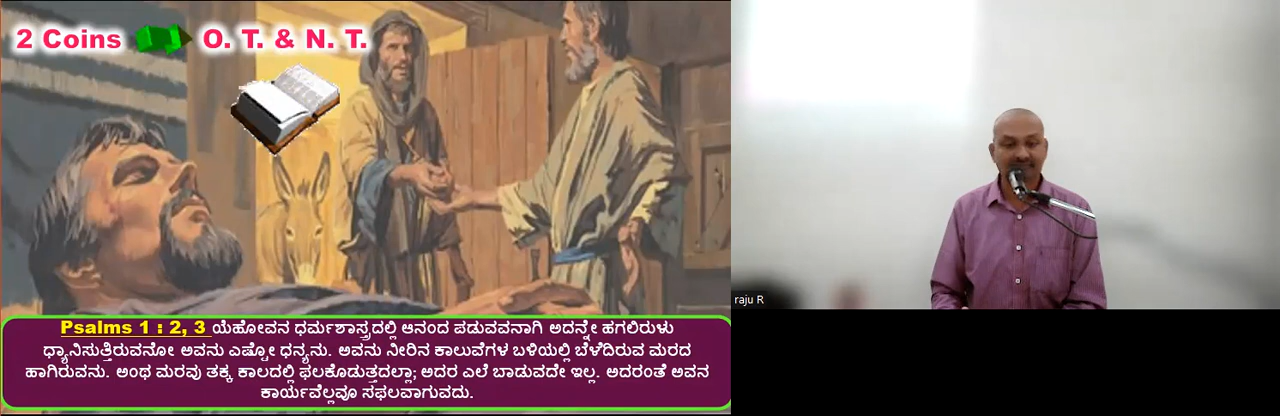 2 Coins O. T. & N. T.
Psalms 1 : 2, 3 ಯೆಹೋವನ ಧರ್ಮಶಾಸ್ತ್ರದಲ್ಲಿ ಆನಂದ ಪಡುವವನಾಗಿ ಅದನ್ನೇ ಹಗಲಿರುಳು
ಧ್ಯಾನಿಸುತ್ತಿರುವನೋ ಅವನು ಎಷ್ಟೋ ಧನ್ಯನು. ಅವನು ನೀರಿನ ಕಾಲುವೆಗಳ ಬಳಿಯಲ್ಲಿ ಬೆಳೆದಿರುವ ಮರದ
ಹಾಗಿರುವನು. ಅಂಥ ಮರವು ತಕ್ಕ ಕಾಲದಲ್ಲಿ ಫಲಕೊಡುತ್ತದಲ್ಲಾ; ಅದರ ಎಲೆ ಬಾಡುವದೇ ಇಲ್ಲ. ಅದರಂತೆ ಅವನ
ಕಾರ್ಯವೆಲ್ಲವೂ ಸಫಲವಾಗುವದು.
raju R